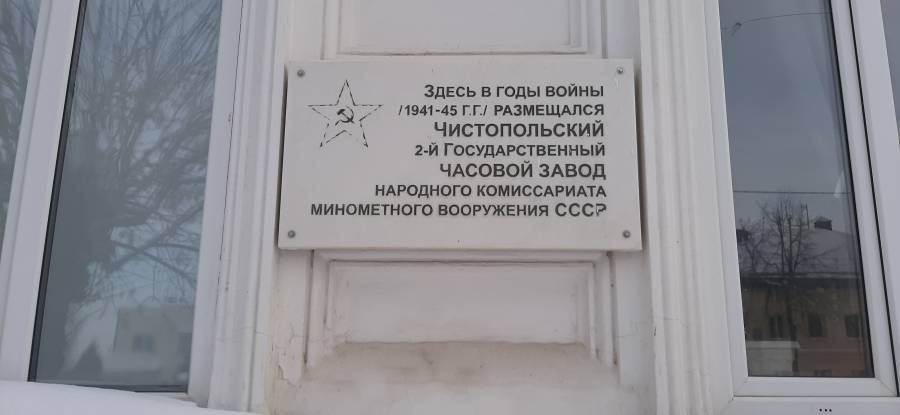 Здесь в годы войны
/1941-45 г.г./ размещался
Чистопольский
2-й Государственный
часовой завод
народного комиссариата
минометного вооружения СССР